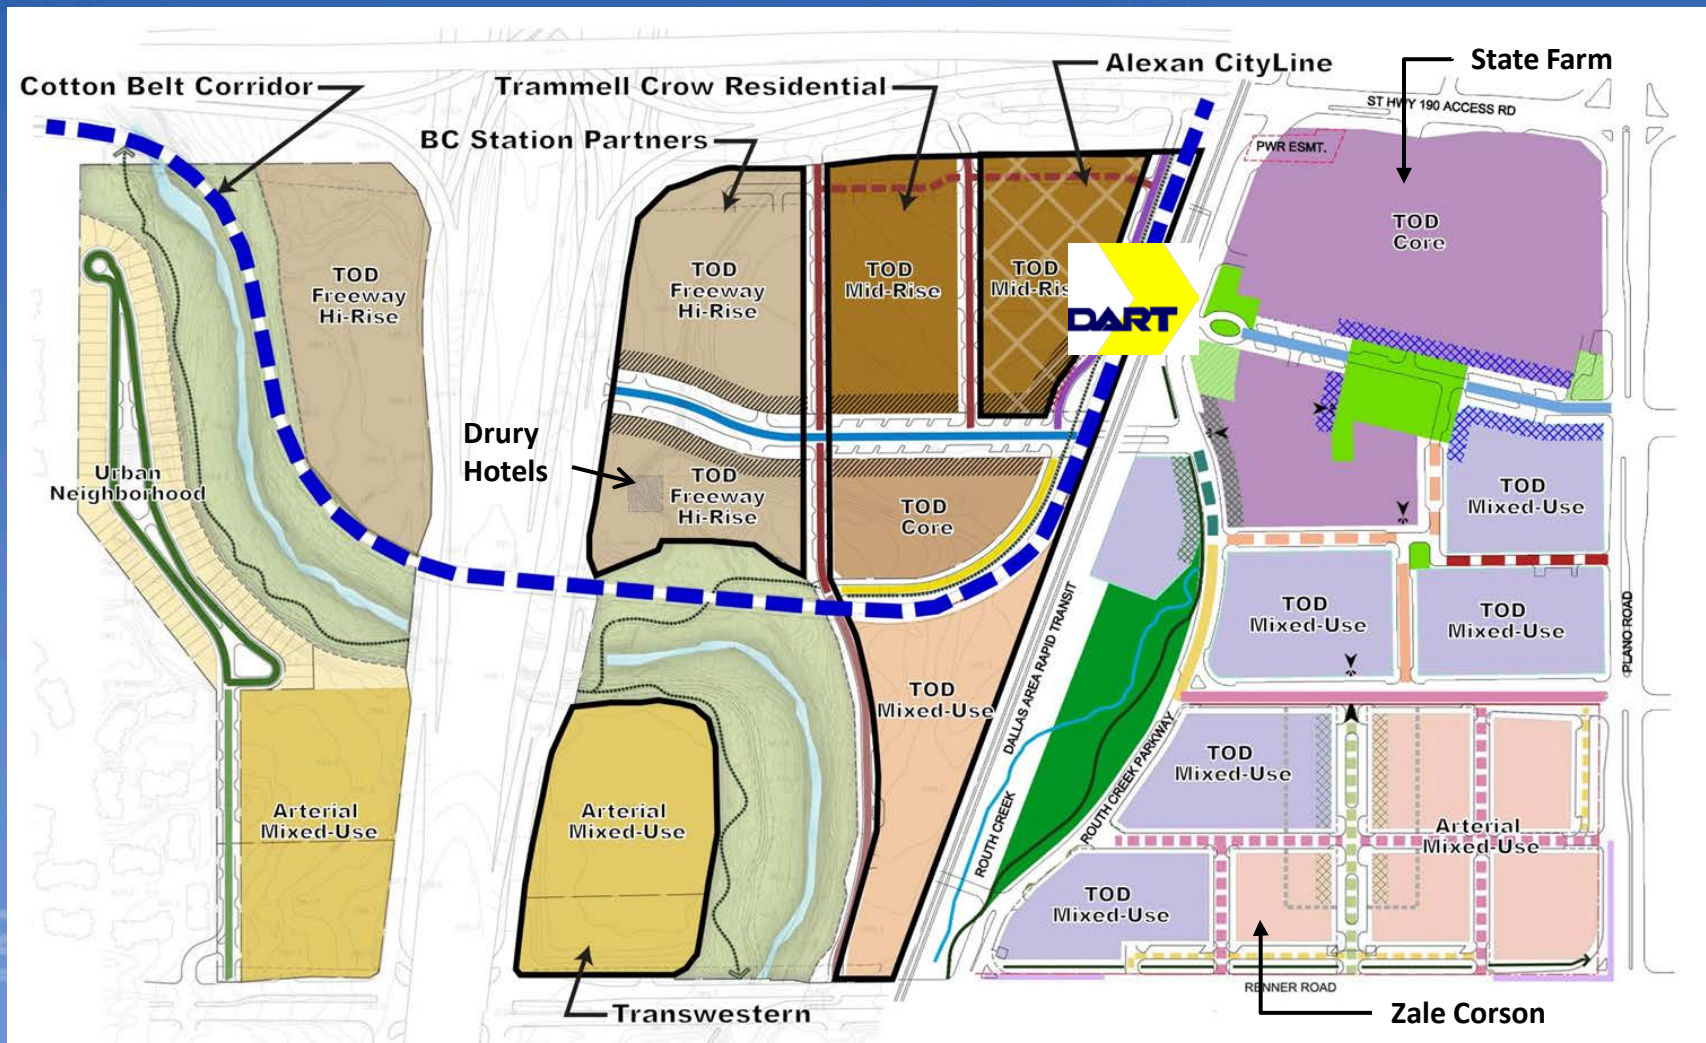 State Farm
Alexan CityLine
Cotton Belt Corridor
Trammell Crow Residential
ST HWY 190 ACCESS RD
BC Station Partners
PWR ESMT.
TOD
Core
TOD
Freeway
Hi-Rise
TOD
Freeway
Hi-Rise
TOD
Mid-Rise
TOD
Mid-Ris
DART
Drury
Hotels
Urban
Neighborhood
TOD
Freeway
Hi-Rise
TOD
Core
TOD
Mixed-Use
TOD
Mixed-Use
TOD
Mixed-Use
PLANO ROAD
DALLAS AREA RAPID TRANSIT
TOD
Mixed-Use
ROUTH CREEK PARKWAY
TOD
Mixed-Use
Arterial
Mixed-Use
Arterial
Mixed-Use
ROUTH CREEK
Arterial
Mixed-Use
TOD
Mixed-Use
RENNER ROAD
Transwestern
Zale Corson